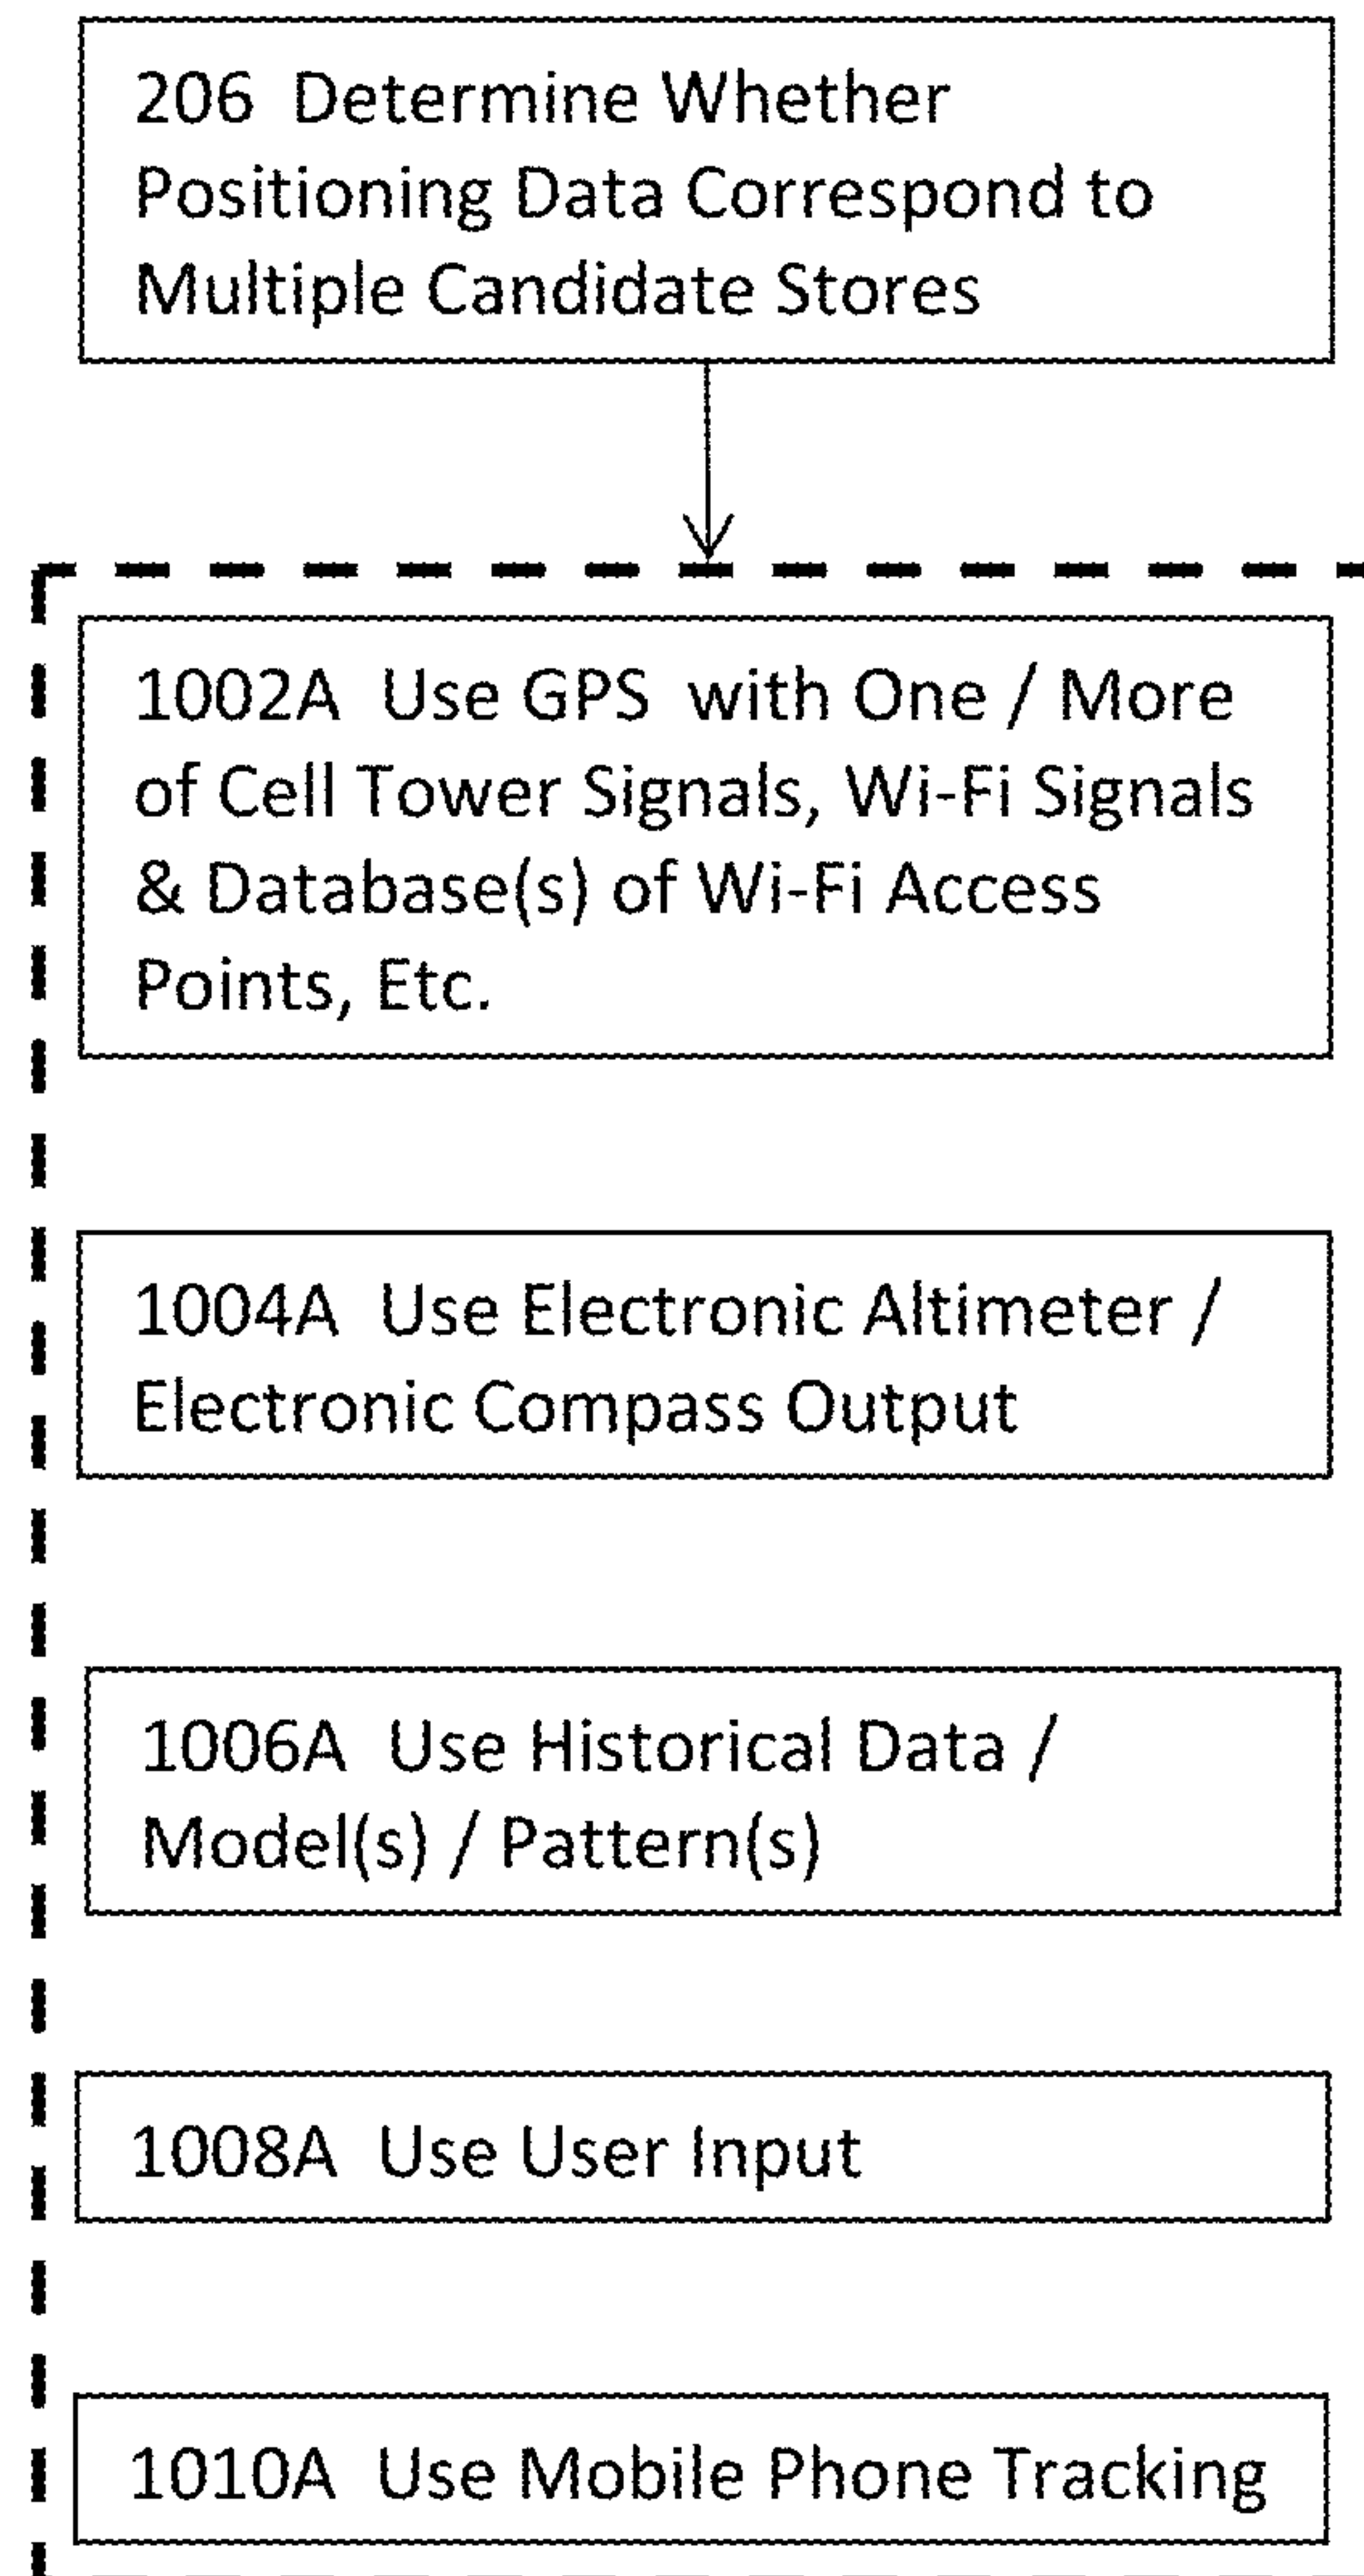 206 Determine Whether
Positioning Data Correspond to
Multiple Candidate Stores
1002A Use GPS with One / More
of Cell Tower Signals, Wi-Fi Signals
& Database(s) of Wi-Fi Access
Points, Etc.
1004A Use Electronic Altimeter /
Electronic Compass Output
1006A Use Historical Data /
Model(s) / Pattern(s)
1008A Use User Input
1010A Use Mobile Phone Tracking